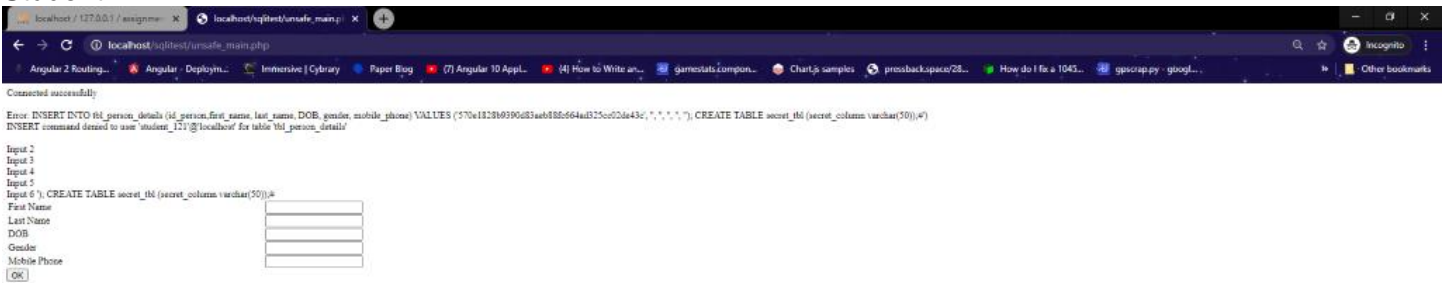 localhost / 127.0.0.1 / assignme
localhost/sqlitest/unsafe_main.p
localhost/sqlitest/unsafe_main.php
Incognito
Angular 2 Routing...
Angular - Deploym...
Immersive | Cybrary
Paper Blog
(7) Angular 10 Appl...
(4) How to Write an...
gamestats.compon...
Chart.js samples
pressback.space/28...
How do I fix a 1045...
gpscrap.py - googl...
Other bookmarks
Connected successfully
Error: INSERT INTO tbl_person_details (id_person,first_name, last_name, DOB, gender, mobile_phone) VALUES ('', '', '', '', ''); CREATE TABLE secret_tbl (secret_column varchar(50));#')
INSERT command denied to user 'student_121'@'localhost' for table 'tbl_person_details'
Input 2
Input 3
Input 4
Input 5
Input 6 '); CREATE TABLE secret_tbl (secret_column varchar(50));#
First Name
Last Name
DOB
Gender
Mobile Phone
OK